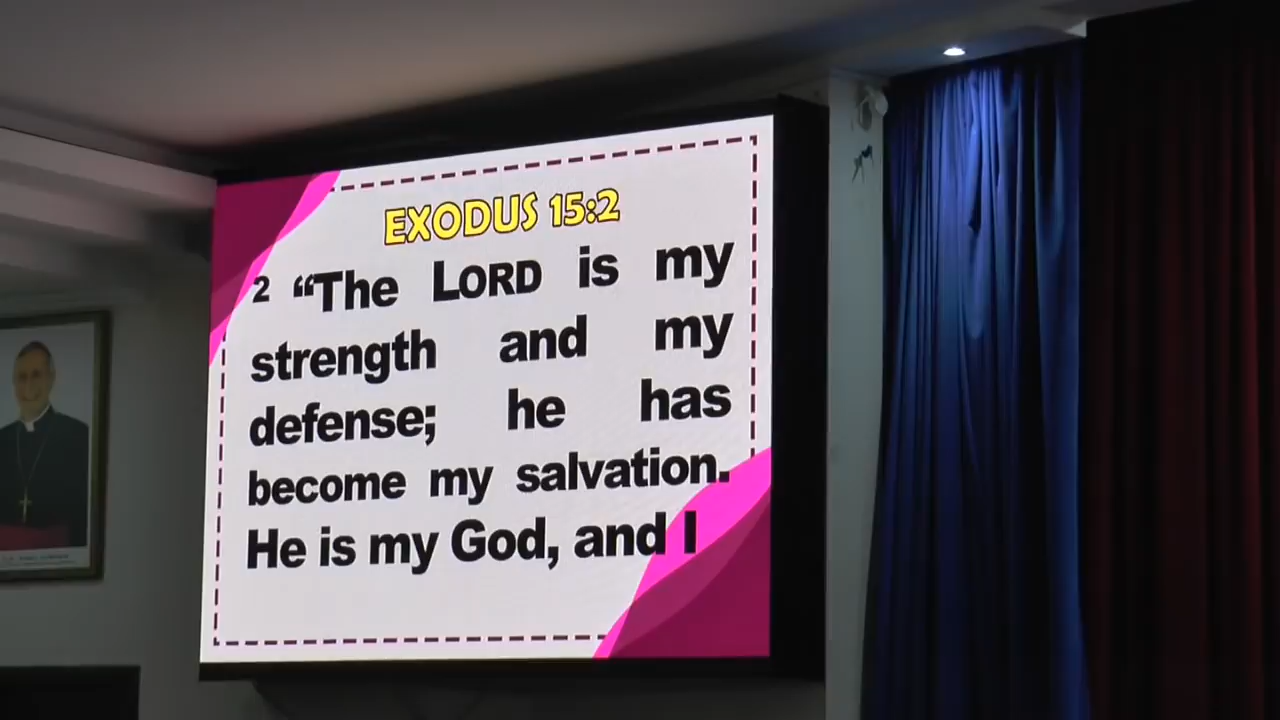 EXODUS 15:2
2 “The LORD is my
strength and my
defense; he has
become my salvation.
He is my God, and I